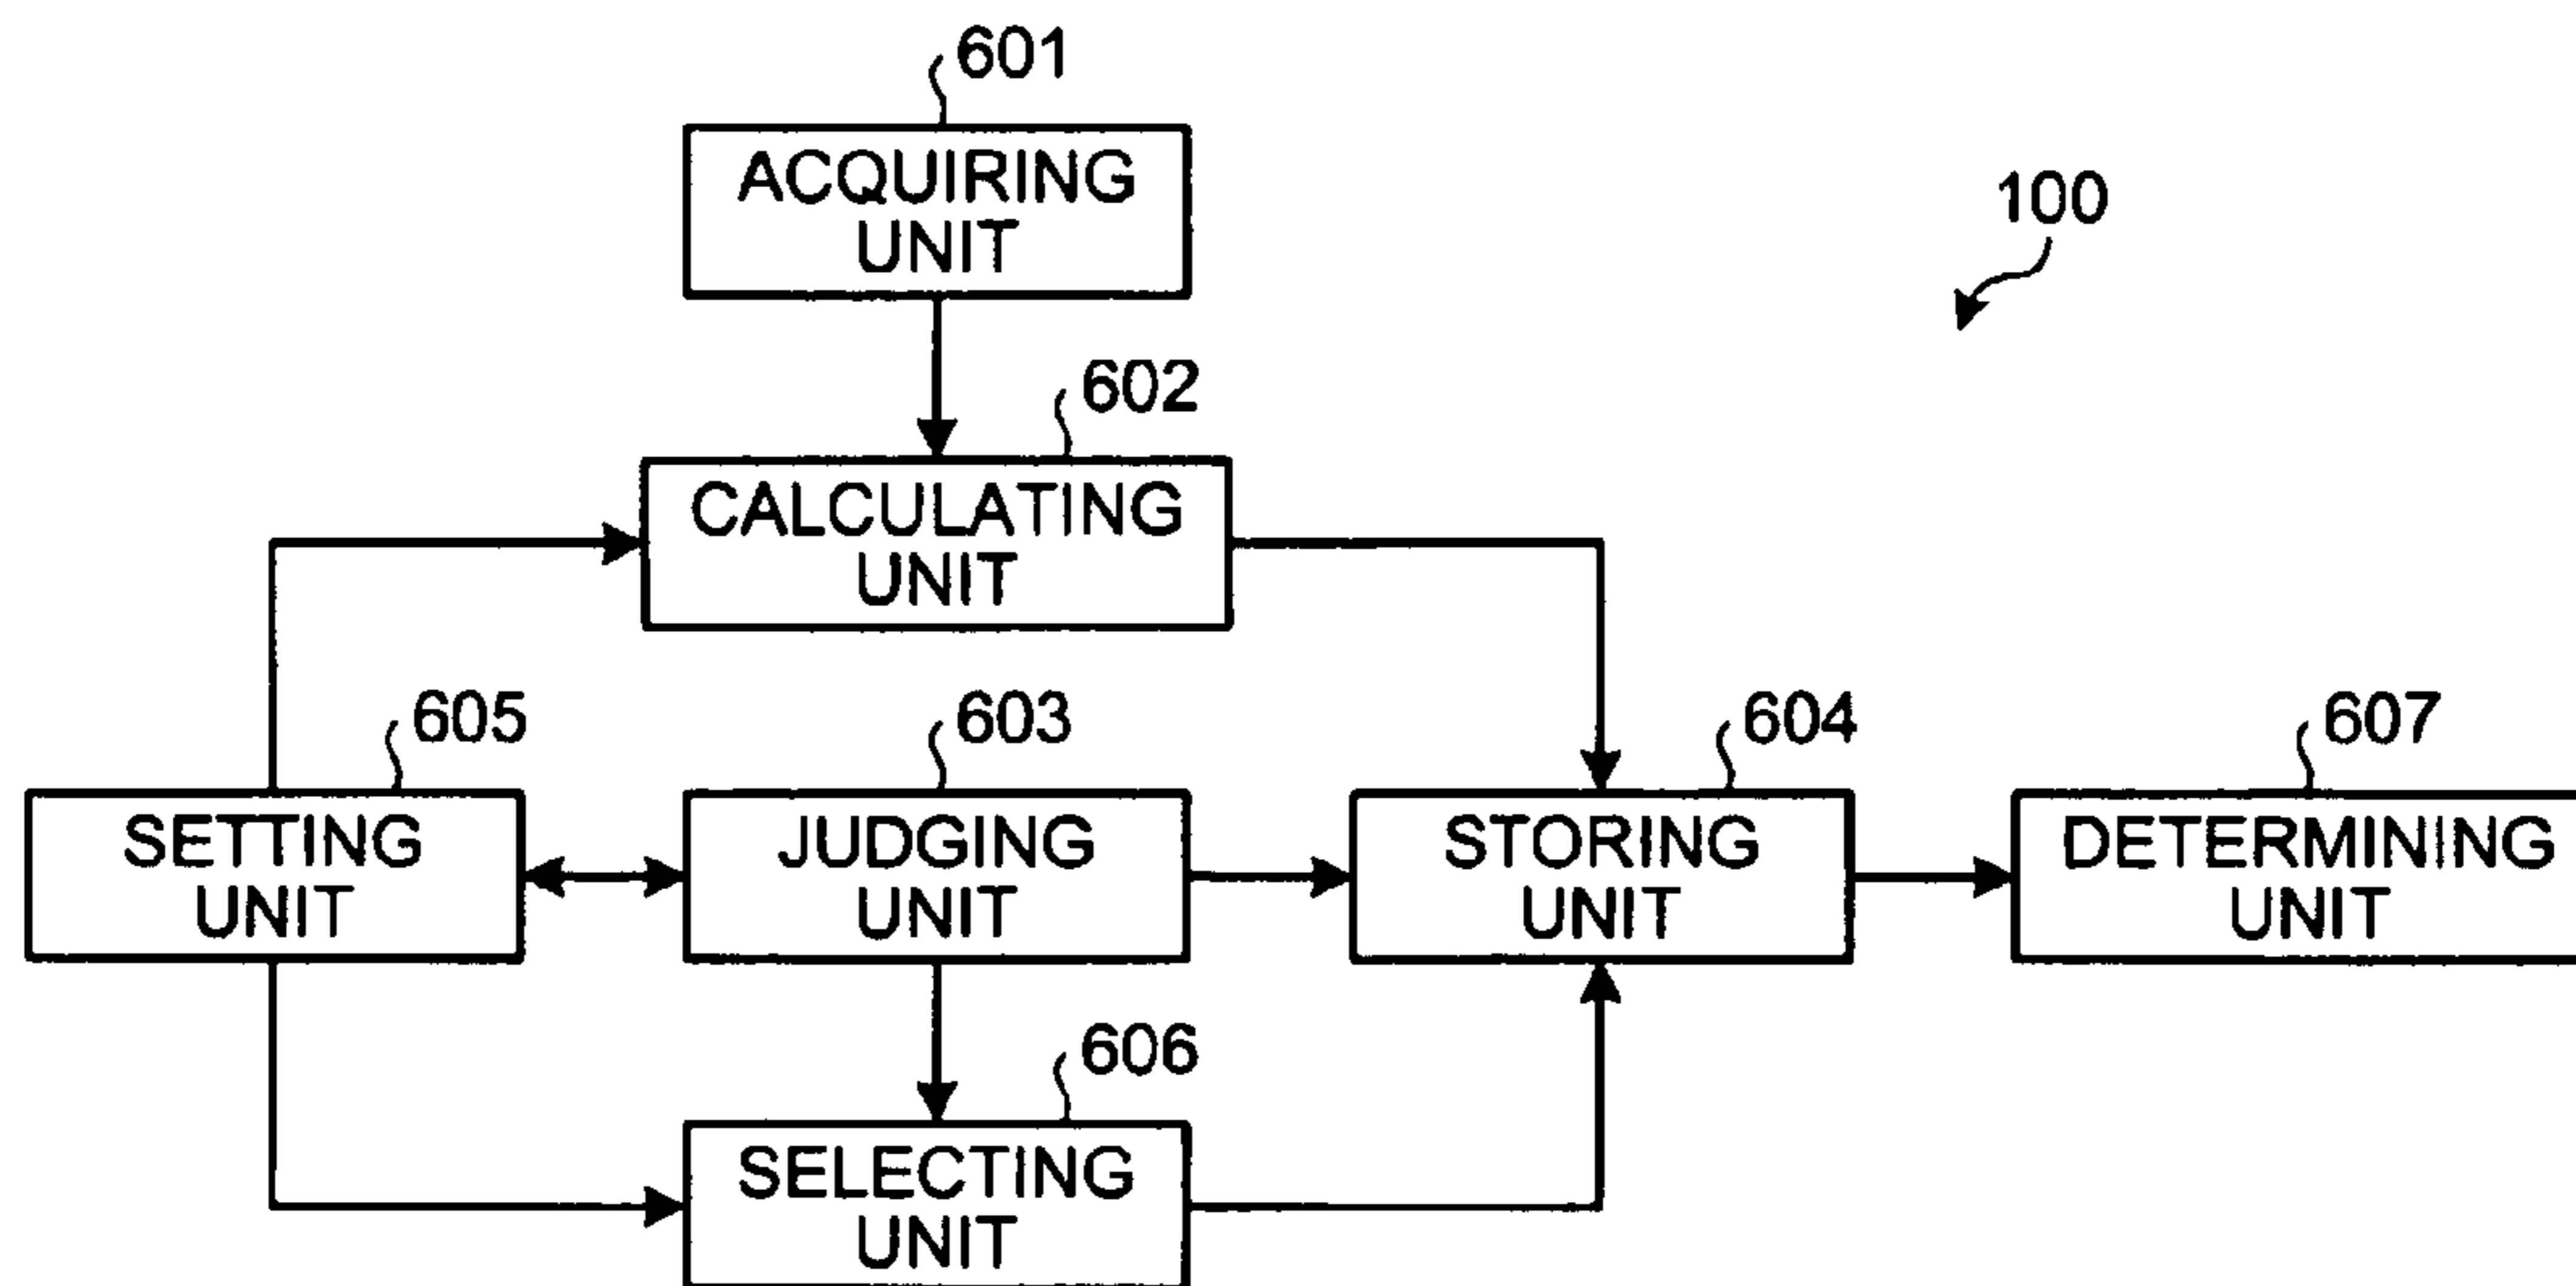 601
ACQUIRING
UNIT
100
602
CALCULATING
UNIT
605
603
604
607
SETTING
UNIT
JUDGING
UNIT
STORING
UNIT
DETERMINING
UNIT
606
SELECTING
UNIT